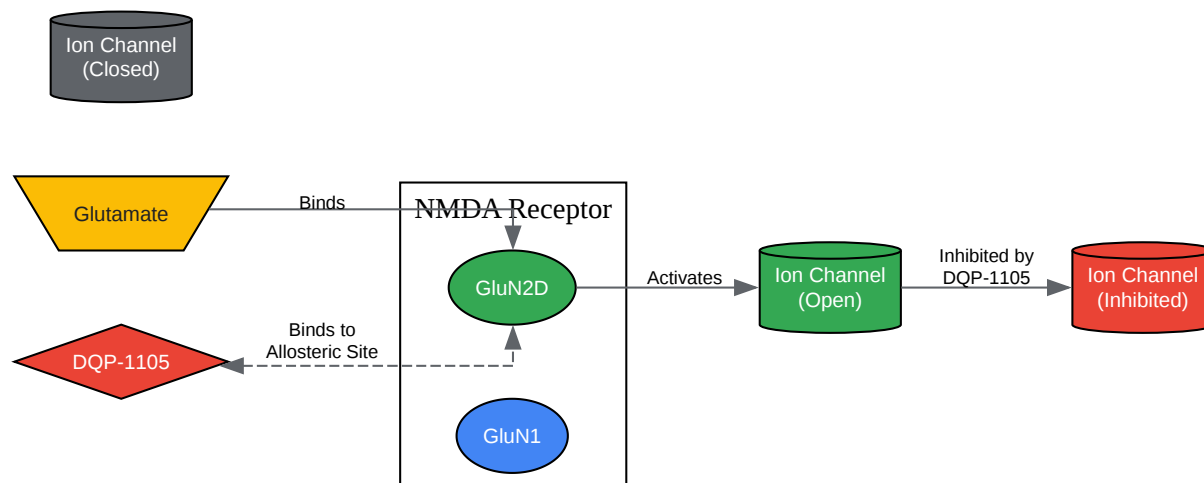 Ion Channel
(Closed)
Glutamate
Binds
NMDA Receptor
GluN2D
Activates
Ion Channel
(Open)
Inhibited by
DQP-1105
Ion Channel
(Inhibited)
DQP-1105
Binds to
Allosteric Site
GluN1